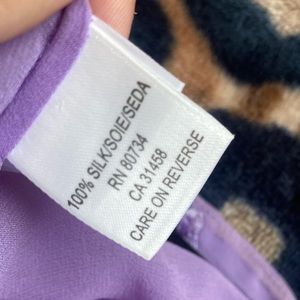 100% SILK/SOIE/SEDA
RN 80734
CA 31458
CARE ON REVERSE